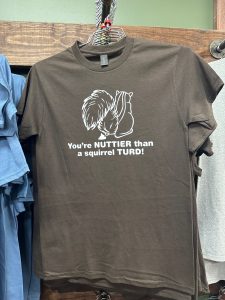 You're NUTTIER than
a squirrel TURD!